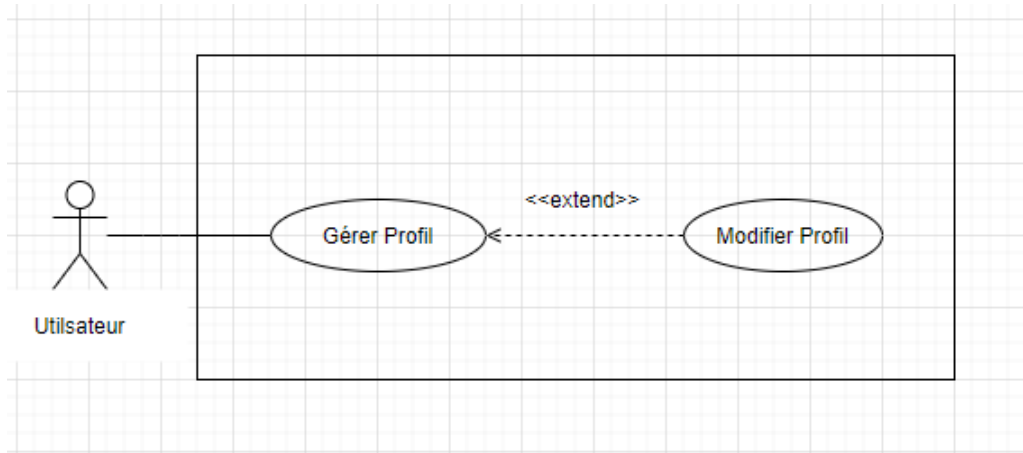 <<extend>>
Gérer Profil
Modifier Profil
Utilsateur